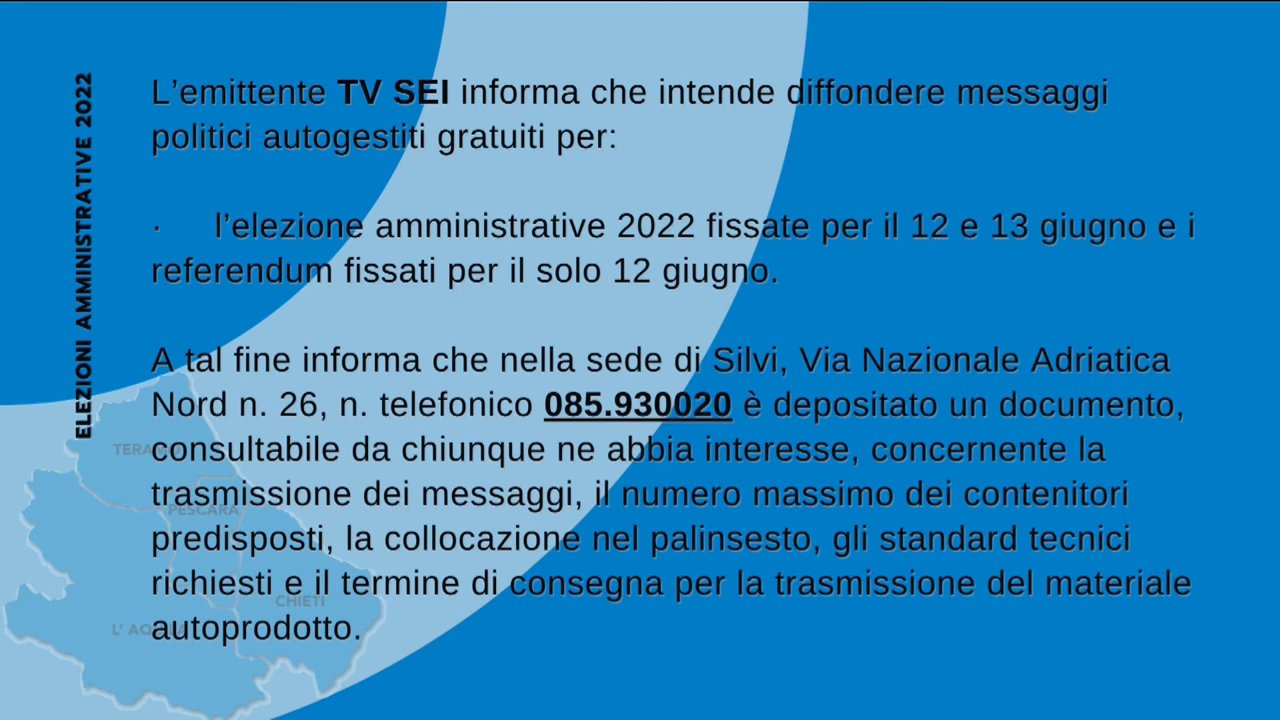 ELEZIONI AMMINISTRATIVE 2022
L’emittente TV SEI informa che intende diffondere messaggi
politici autogestiti gratuiti per:
· l’elezione amministrative 2022 fissate per il 12 e 13 giugno e i
referendum fissati per il solo 12 giugno.
A tal fine informa che nella sede di Silvi, Via Nazionale Adriatica
Nord n. 26, n. telefonico 085.930020 è depositato un documento,
consultabile da chiunque ne abbia interesse, concernente la
trasmissione dei messaggi, il numero massimo dei contenitori
predisposti, la collocazione nel palinsesto, gli standard tecnici
richiesti e il termine di consegna per la trasmissione del materiale
autoprodotto.
PESCARA
CHIETI
L’